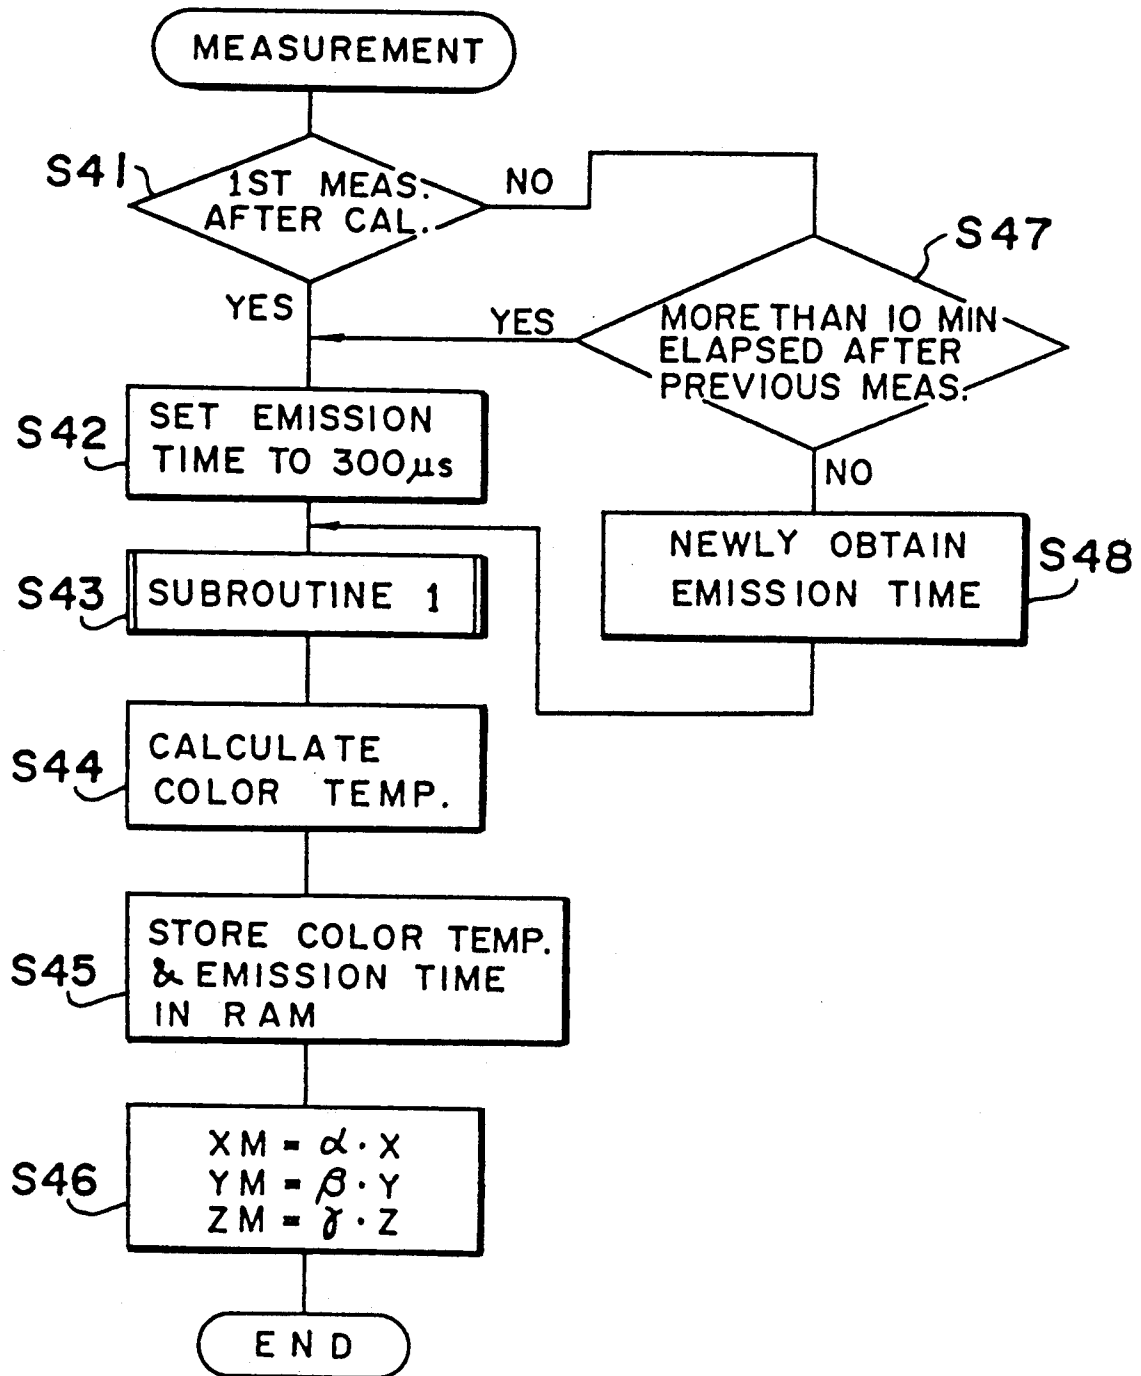 MEASUREMENT
S41
1ST MEAS.
AFTER CAL.
NO
YES
S47
MORE THAN 10 MIN
ELAPSED AFTER
PREVIOUS MEAS.
YES
NO
S42
SET EMISSION
TIME TO 300μs
S48
NEWLY OBTAIN
EMISSION TIME
S43
SUBROUTINE 1
S44
CALCULATE
COLOR TEMP.
S45
STORE COLOR TEMP.
& EMISSION TIME
IN RAM
S46
XM = α · X
YM = β · Y
ZM = γ · Z
END